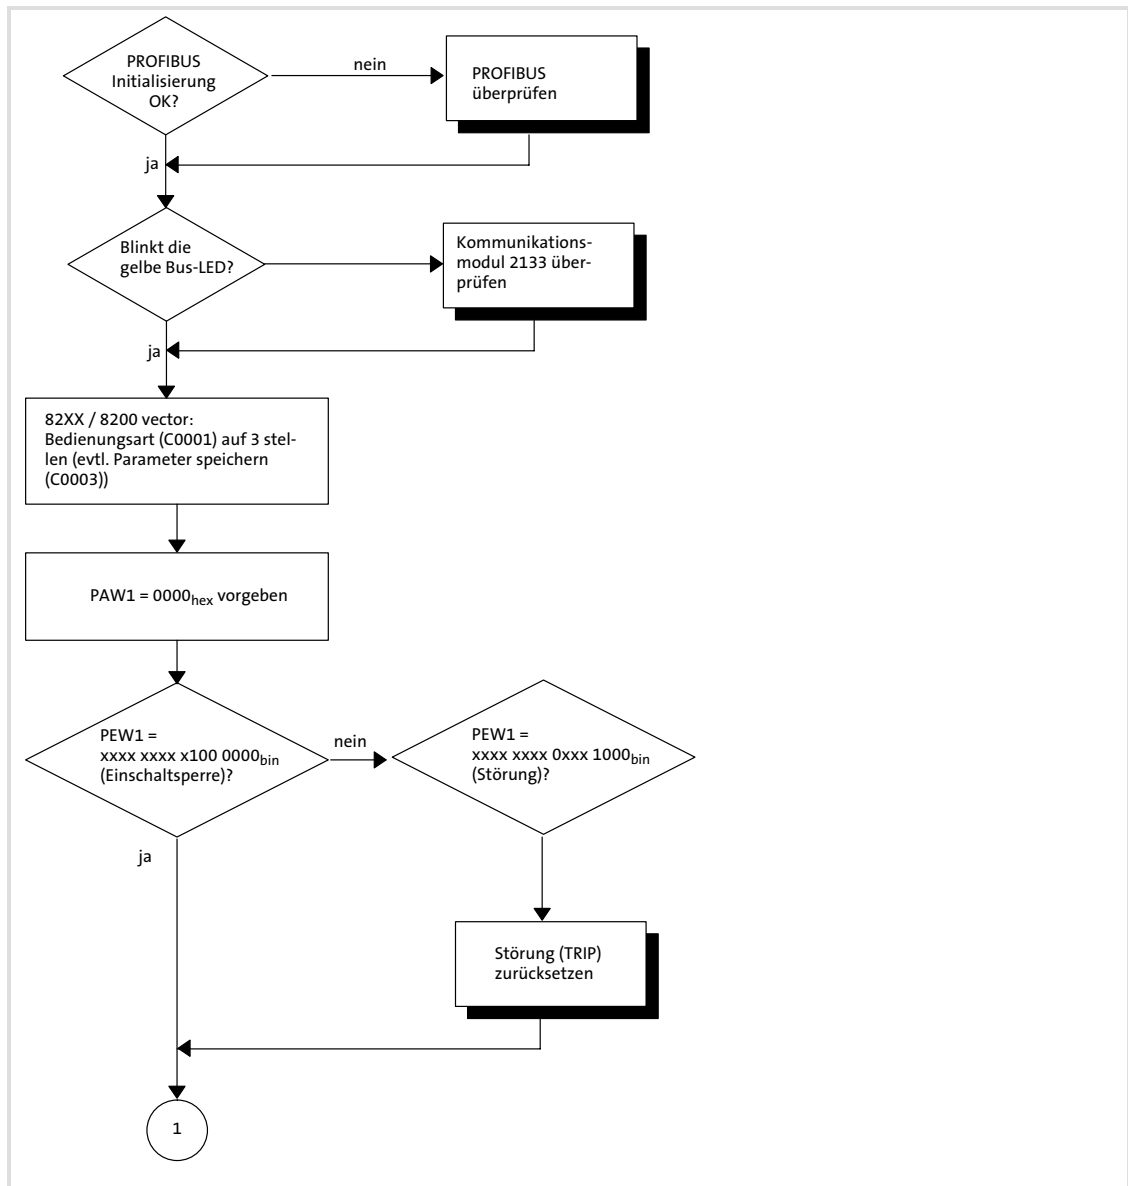 PROFIBUS
Initialisierung
OK?
nein
PROFIBUS
überprüfen
ja
Blinkt die
gelbe Bus-LED?
Kommunikations-
modul 2133 über-
prüfen
ja
82XX / 8200 vector:
Bedienungsart (C0001) auf 3 stel-
len (evtl. Parameter speichern
(C0003))
PAW1 = 0000hex vorgeben
PEW1 =
xxxx xxxx x100 0000bin
(Einschaltsperre)?
nein
PEW1 =
xxxx xxxx 0xxx 1000bin
(Störung)?
ja
Störung (TRIP)
zurücksetzen
1